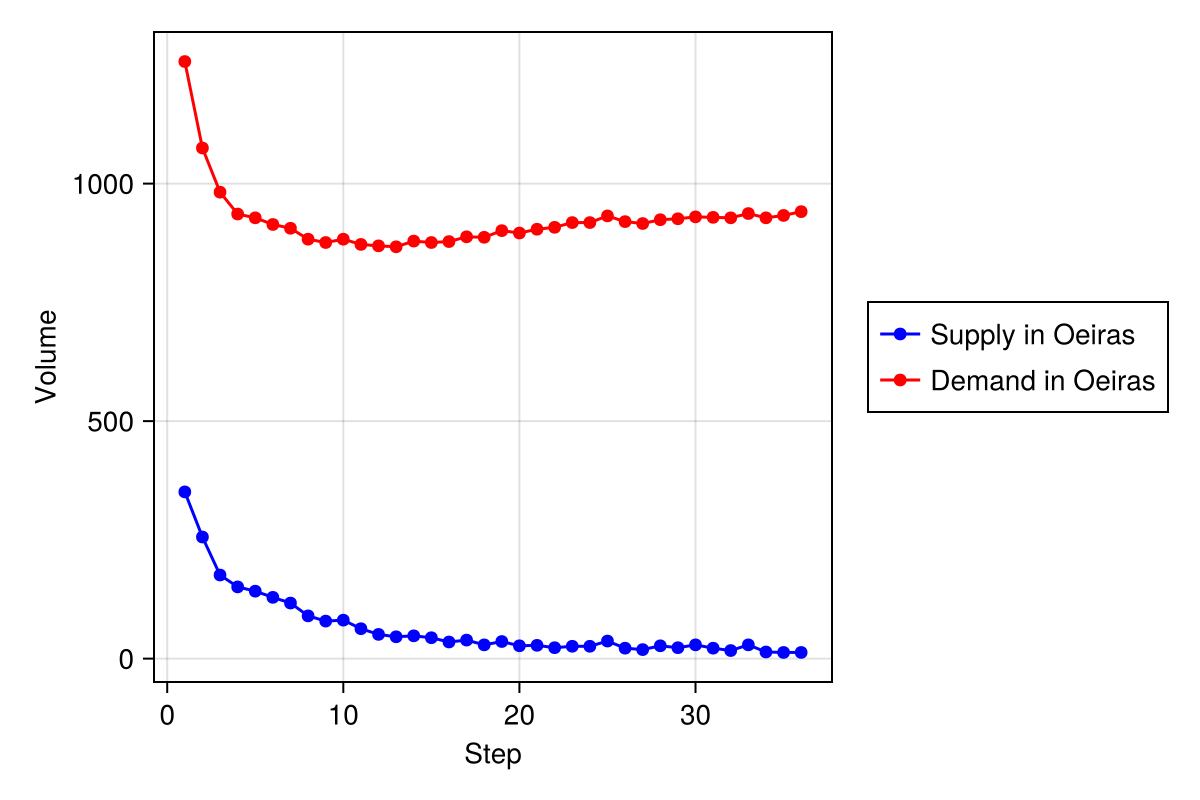 1000
500
0
0 10 20 30
Volume
Step
Supply in Oeiras
Demand in Oeiras